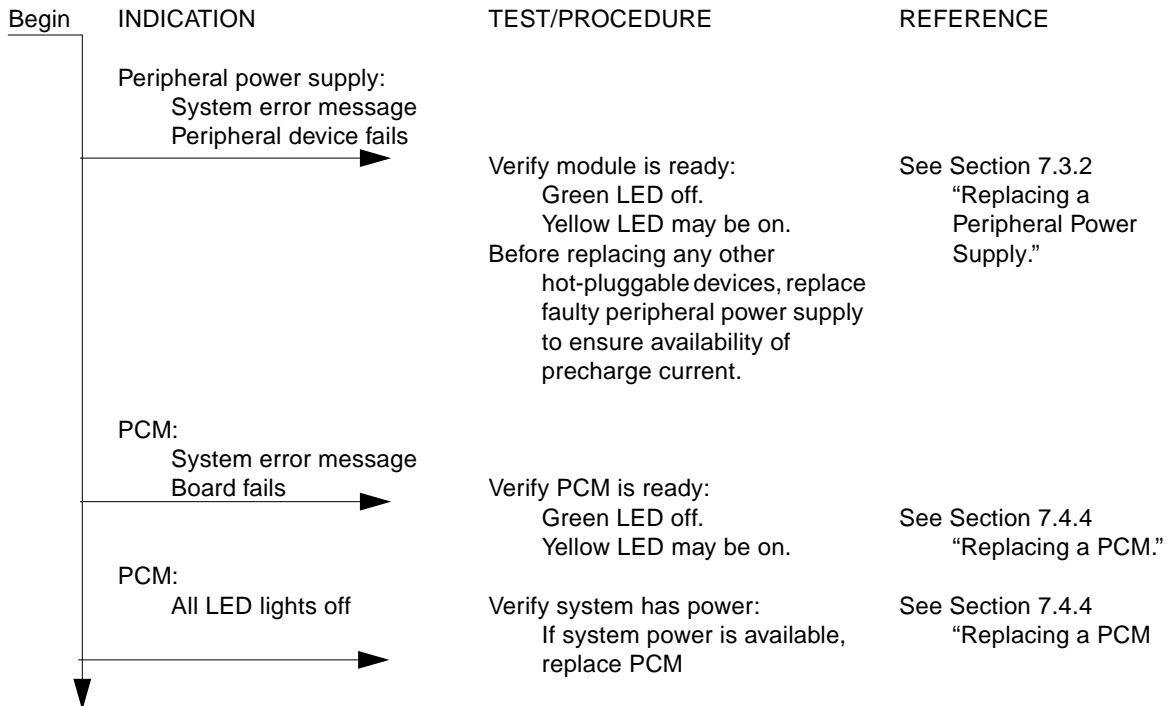 Begin INDICATION TEST/PROCEDURE REFERENCE
Peripheral power supply:
System error message
Peripheral device fails
Verify module is ready: See Section 7.3.2
Green LED off. “Replacing a
Yellow LED may be on. Peripheral Power
Before replacing any other Supply.”
hot-pluggable devices, replace
faulty peripheral power supply
to ensure availability of
precharge current.
PCM:
System error message
Board fails Verify PCM is ready:
Green LED off. See Section 7.4.4
Yellow LED may be on. “Replacing a PCM.”
PCM:
All LED lights off Verify system has power: See Section 7.4.4
If system power is available, “Replacing a PCM
replace PCM